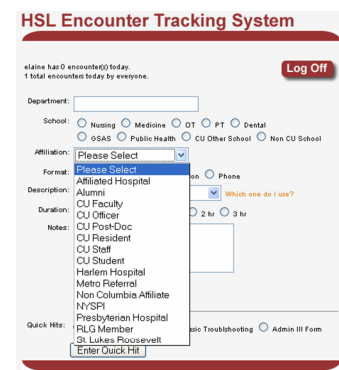 HSL Encounter Tracking System
elaine has 0 encounter(s) today.
1 total encounters today by everyone.
Log Off
Department:
School: Nursing Medicine OT PT Dental
GSAS Public Health CU Other School Non CU School
Affiliation: Please Select
Please Select
Affiliated Hospital
Alumni
CU Faculty
CU Officer
CU Post-Doc
CU Resident
CU Staff
CU Student
Harlem Hospital
Metro Referral
Non Columbia Affiliate
NYSPI
Presbyterian Hospital
RLG Member
St. Lukes Roosevelt
Format: on Phone
Description: Which one do I use?
Duration: 2 hr 3 hr
Notes:
Quick Hits: sic Troublshooting Admin III Form
Enter Quick Hit